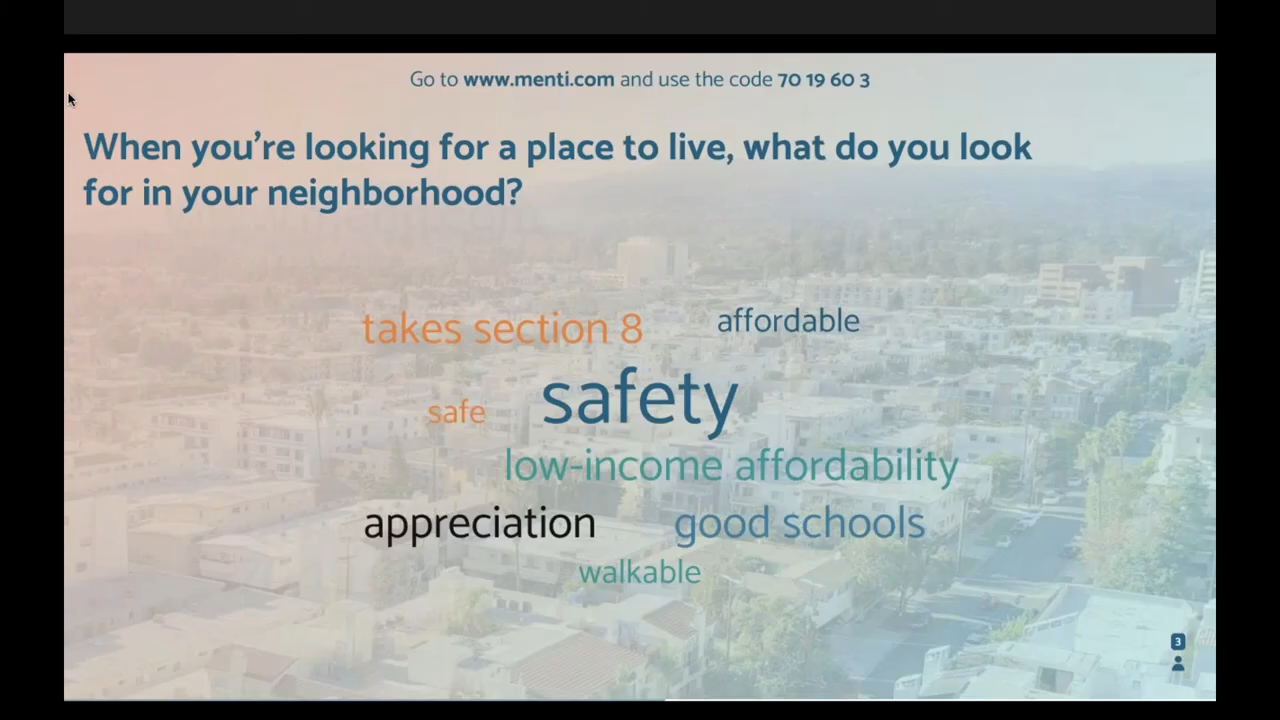 Go to www.menti.com and use the code 70 19 60 3
When you're looking for a place to live, what do you look
for in your neighborhood?
takes section 8
affordable
safety
safe
low-income affordability
appreciation
good schools
walkable
3